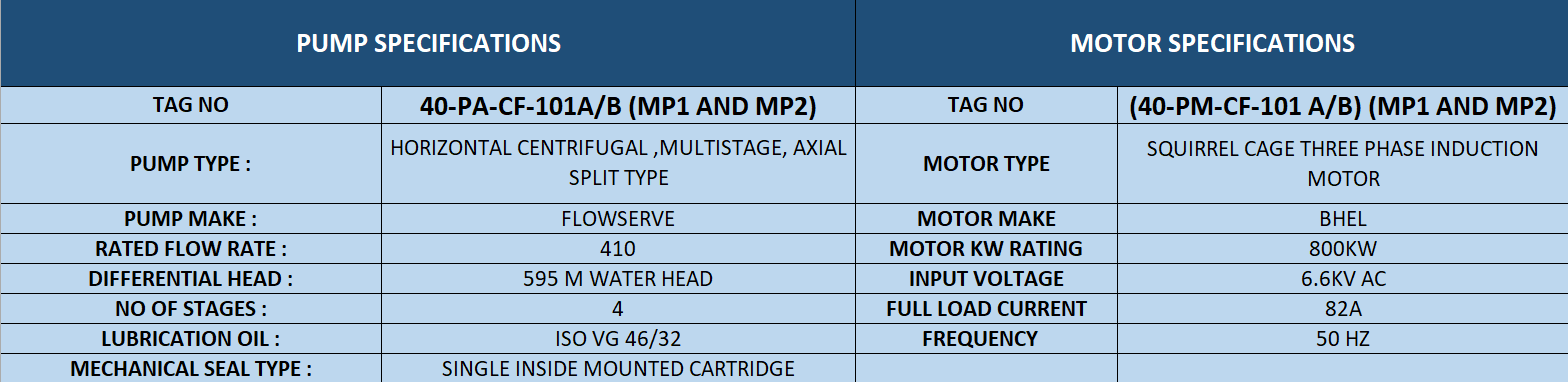 PUMP SPECIFICATIONS MOTOR SPECIFICATIONS
TAG NO 40-PA-CF-101A/B (MP1 AND MP2) TAG NO (40-PM-CF-101 A/B) (MP1 AND MP2)
PUMP TYPE : HORIZONTAL CENTRIFUGAL ,MULTISTAGE, AXIAL SPLIT TYPE MOTOR TYPE SQUIRREL CAGE THREE PHASE INDUCTION MOTOR
PUMP MAKE : FLOWSERVE MOTOR MAKE BHEL
RATED FLOW RATE : 410 MOTOR KW RATING 800KW
DIFFERENTIAL HEAD : 595 M WATER HEAD INPUT VOLTAGE 6.6KV AC
NO OF STAGES : 4 FULL LOAD CURRENT 82A
LUBRICATION OIL : ISO VG 46/32 FREQUENCY 50 HZ
MECHANICAL SEAL TYPE : SINGLE INSIDE MOUNTED CARTRIDGE